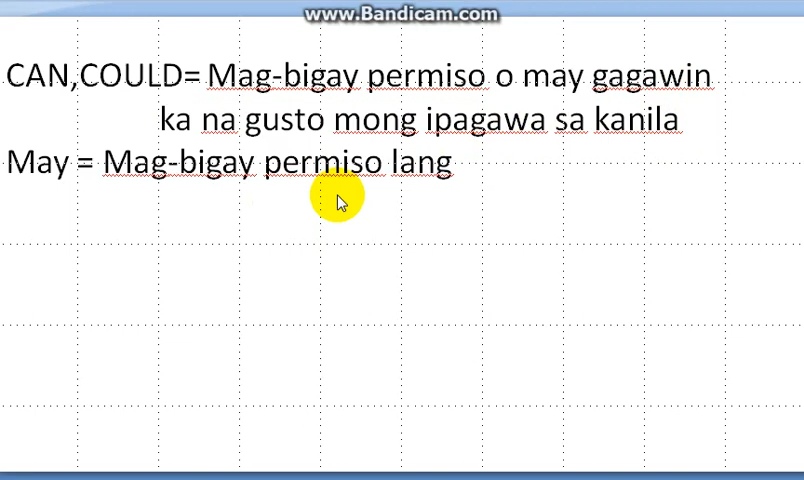 www.Bandicam.com
CAN,COULD= Mag-bigay permiso o may gagawin
ka na gusto mong ipagawa sa kanila
May = Mag-bigay permiso lang